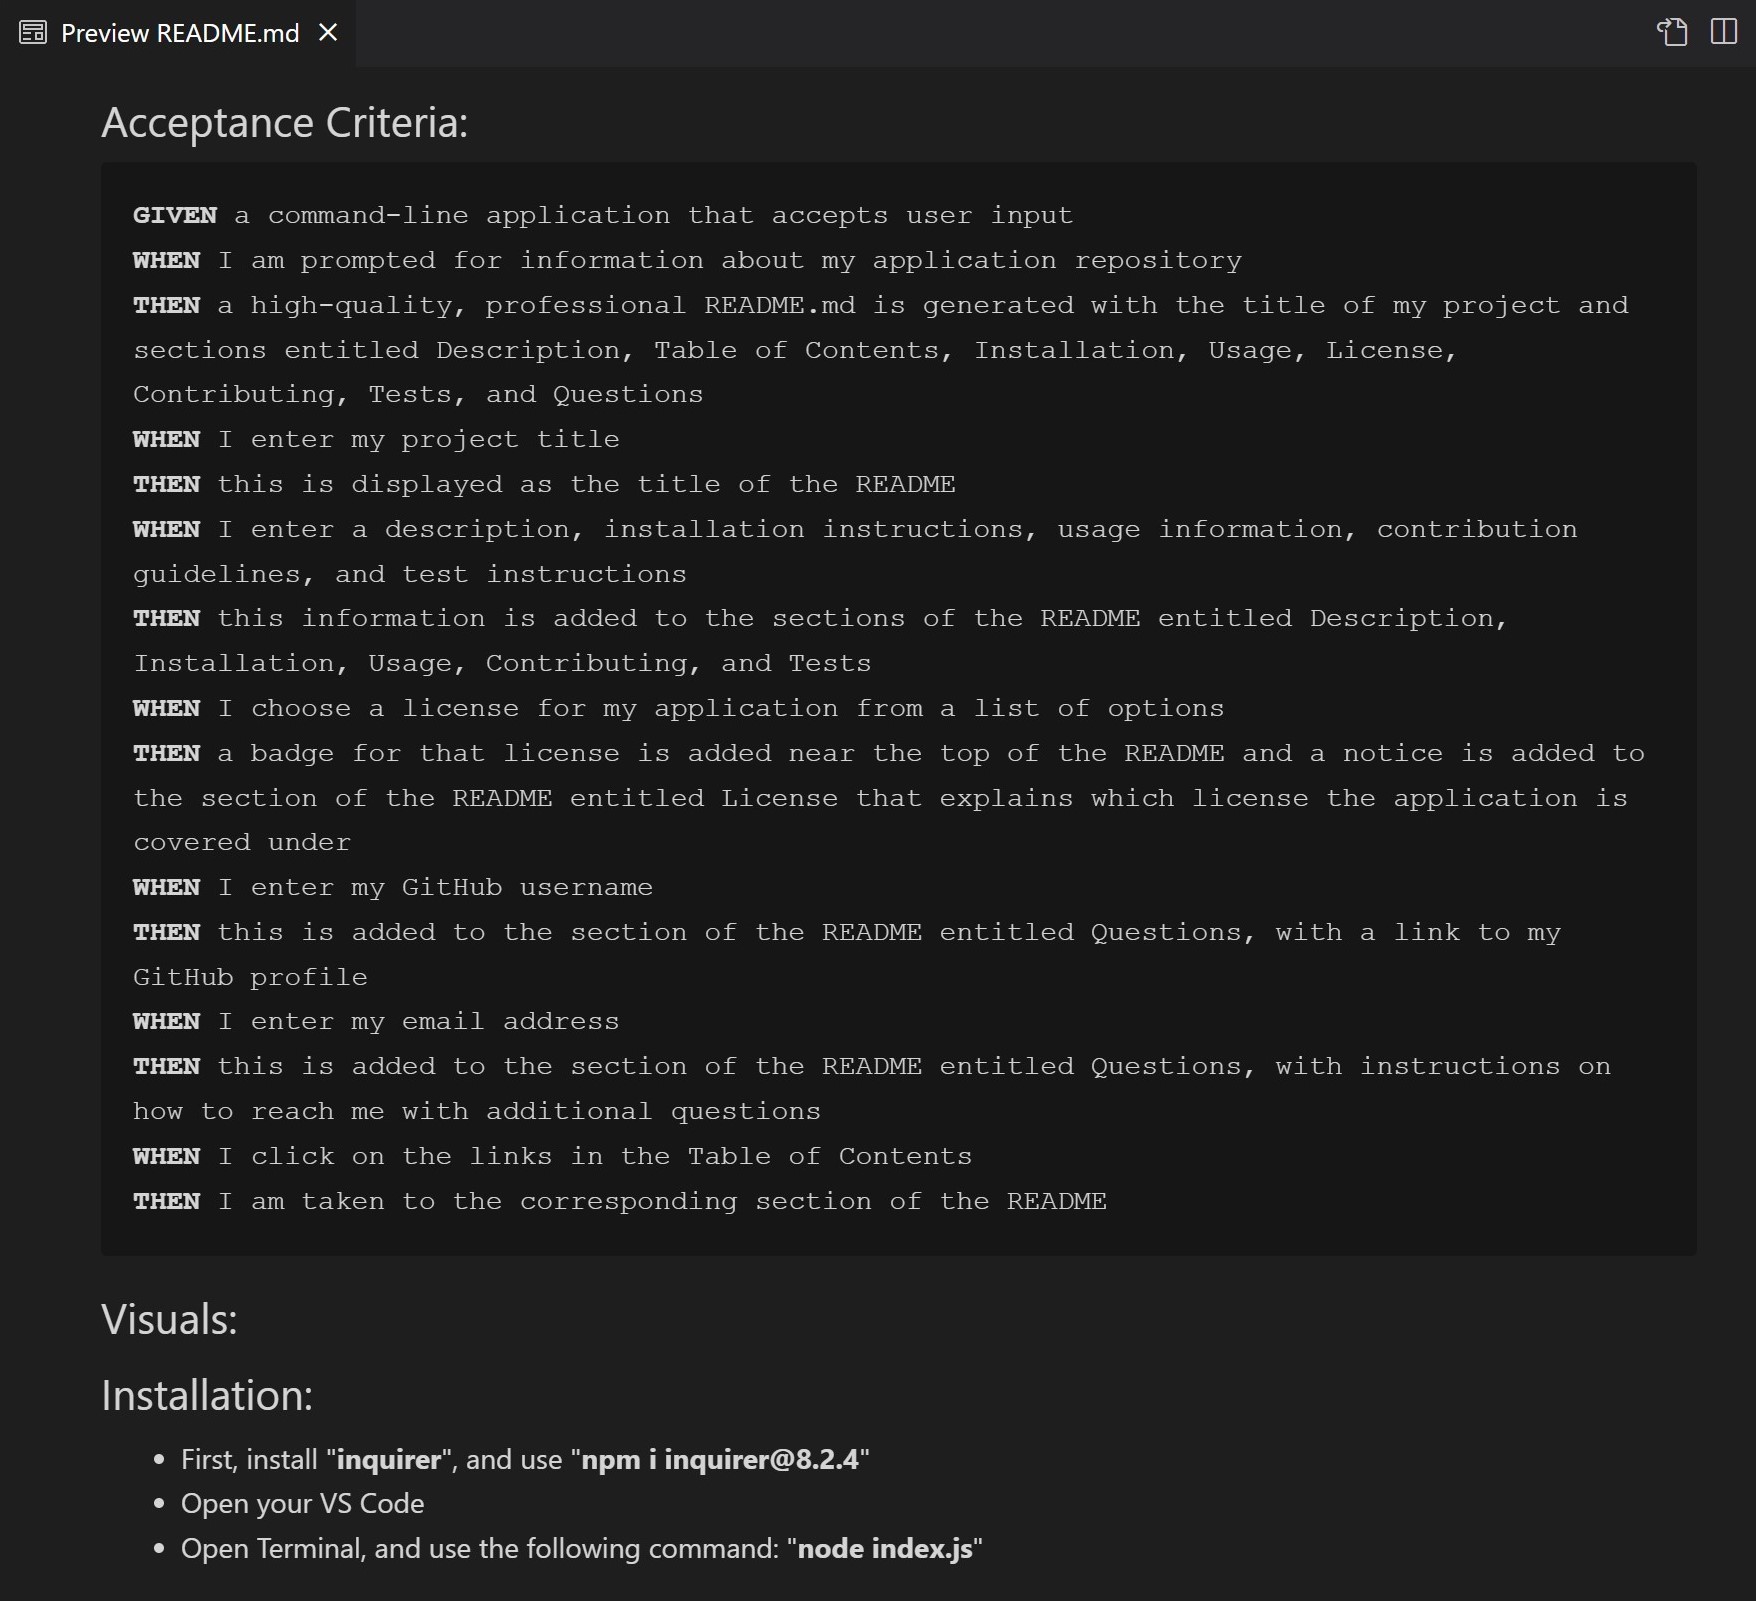 Preview README.md
Acceptance Criteria:
GIVEN a command-line application that accepts user input
WHEN I am prompted for information about my application repository
THEN a high-quality, professional README.md is generated with the title of my project and
sections entitled Description, Table of Contents, Installation, Usage, License,
Contributing, Tests, and Questions
WHEN I enter my project title
THEN this is displayed as the title of the README
WHEN I enter a description, installation instructions, usage information, contribution
guidelines, and test instructions
THEN this information is added to the sections of the README entitled Description,
Installation, Usage, Contributing, and Tests
WHEN I choose a license for my application from a list of options
THEN a badge for that license is added near the top of the README and a notice is added to
the section of the README entitled License that explains which license the application is
covered under
WHEN I enter my GitHub username
THEN this is added to the section of the README entitled Questions, with a link to my
GitHub profile
WHEN I enter my email address
THEN this is added to the section of the README entitled Questions, with instructions on
how to reach me with additional questions
WHEN I click on the links in the Table of Contents
THEN I am taken to the corresponding section of the README
Visuals:
Installation:
• First, install "inquirer", and use "npm i inquirer@8.2.4"
• Open your VS Code
• Open Terminal, and use the following command: "node index.js"